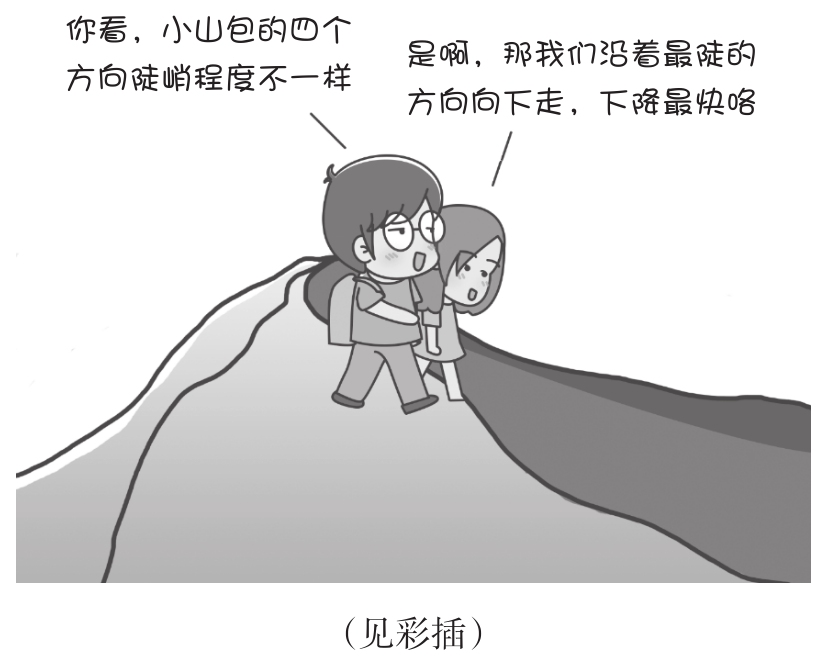 你看，小山包的四个
方向陡峭程度不一样
是啊，那我们沿着最陡的
方向向下走，下降最快咯
（见彩插）